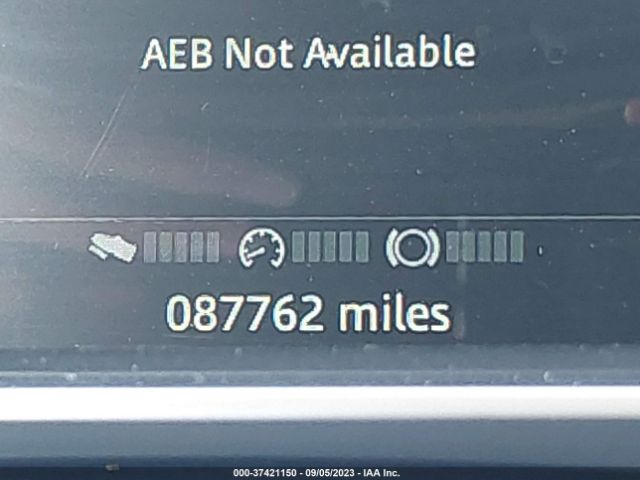 AEB Not Available
087762 miles
000-37421150 - 09/05/2023 - IAA Inc.